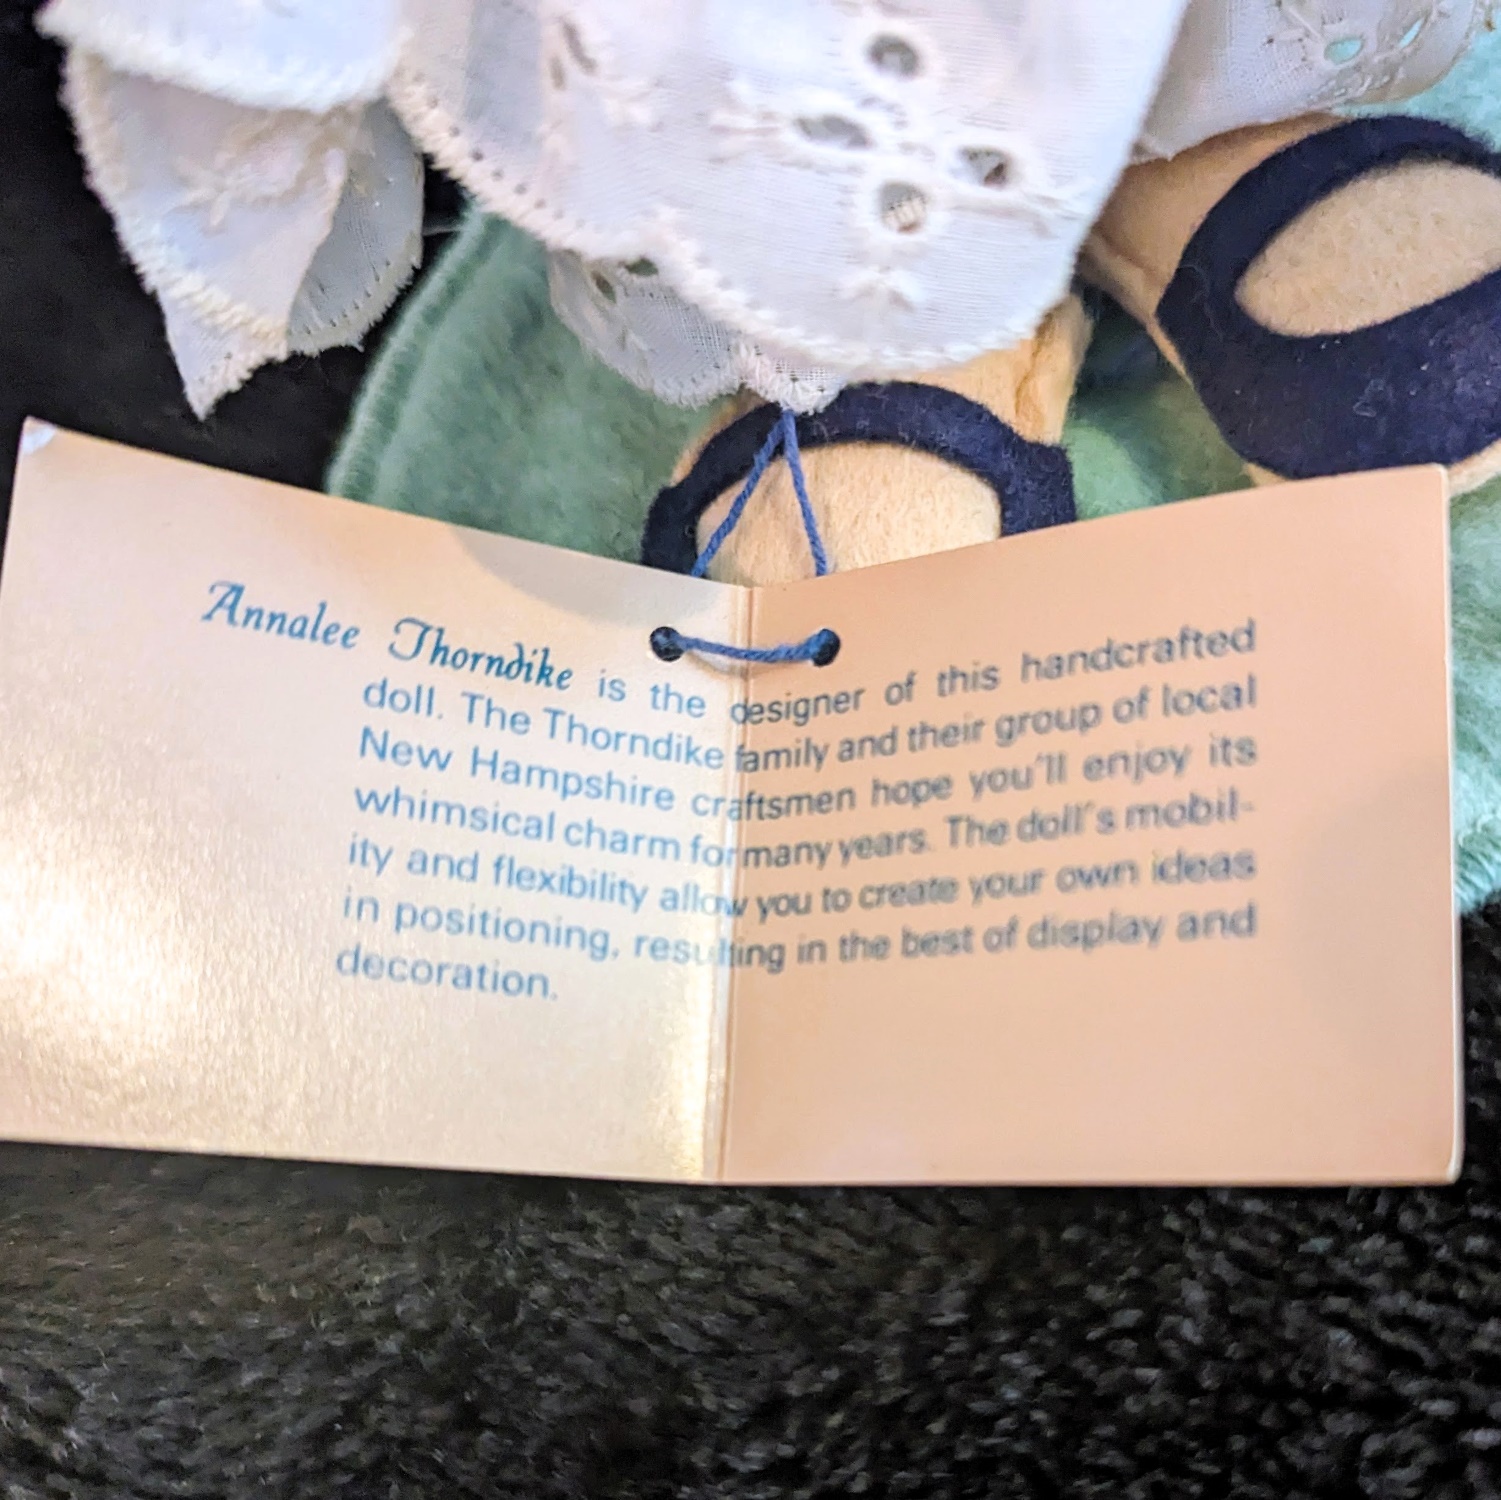 Annalee Thorndike is the designer of this handcrafted
doll. The Thorndike family and their group of local
New Hampshire craftsmen hope you'll enjoy its
whimsical charm for many years. The doll's mobil-
ity and flexibility allow you to create your own ideas
in positioning, resulting in the best of display and
decoration.